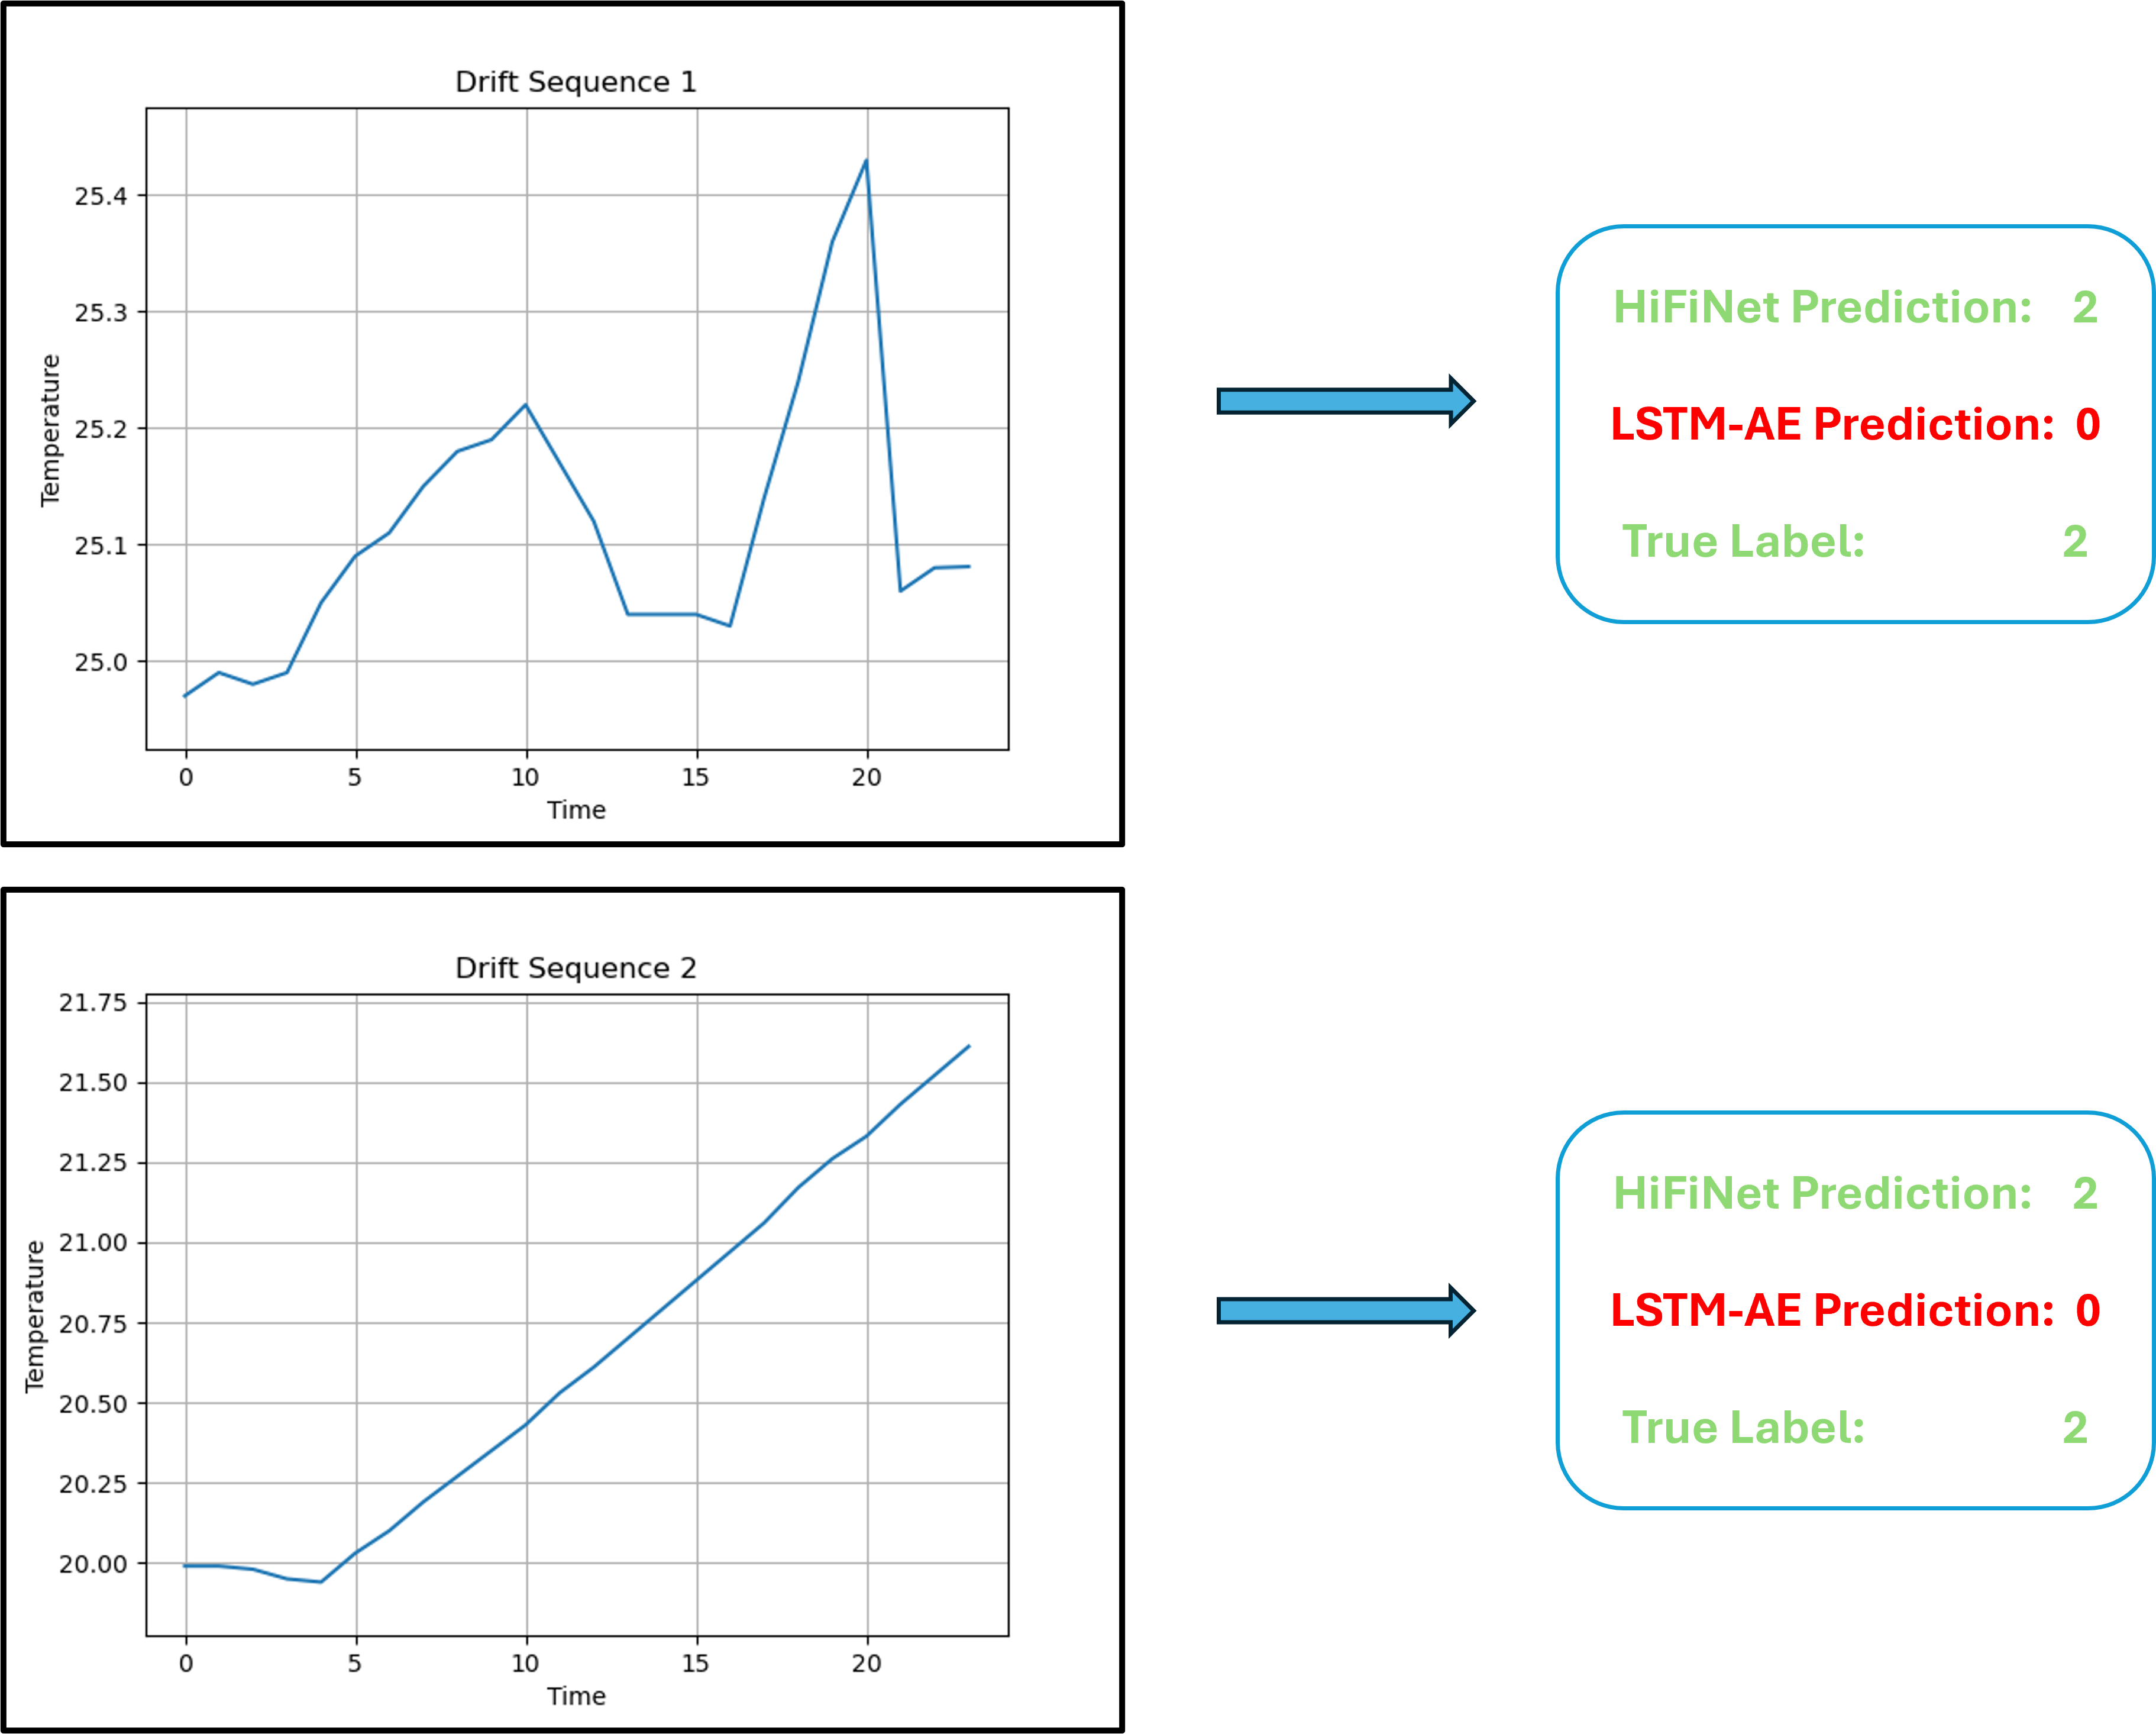 Drift Sequence 1
Temperature
25.4
25.3
25.2
25.1
25.0
0 5 10 15 20
Time
HiFiNet Prediction: 2
LSTM-AE Prediction: 0
True Label: 2
Drift Sequence 2
Temperature
21.75
21.50
21.25
21.00
20.75
20.50
20.25
20.00
0 5 10 15 20
Time
HiFiNet Prediction: 2
LSTM-AE Prediction: 0
True Label: 2